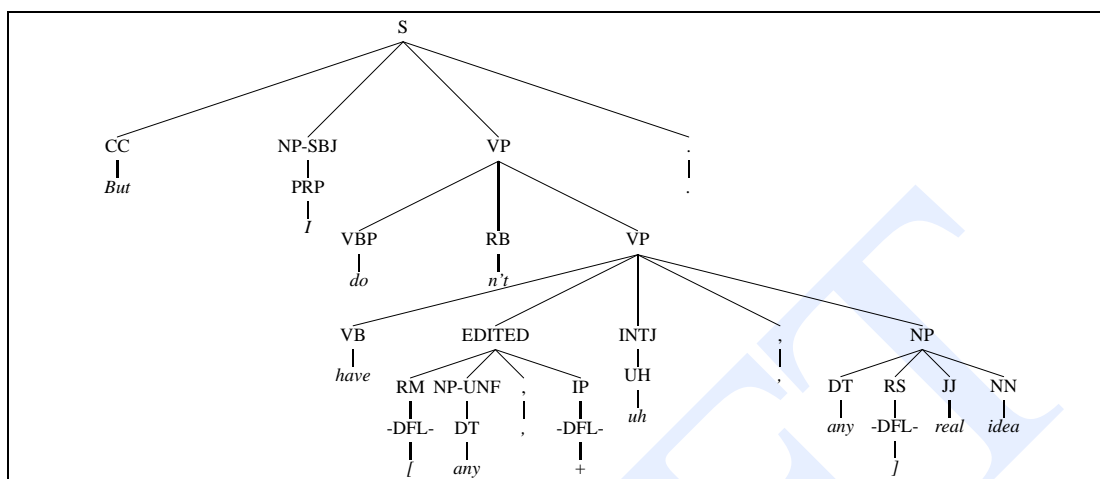 S
CC NP-SBJ VP .
But PRP .
I
VBP RB VP
do n't
VB EDITED INTJ , NP
have UH ,
RM NP-UNF , IP DT RS JJ NN
uh
-DFL- DT , -DFL- any -DFL- real idea
[ any + ]